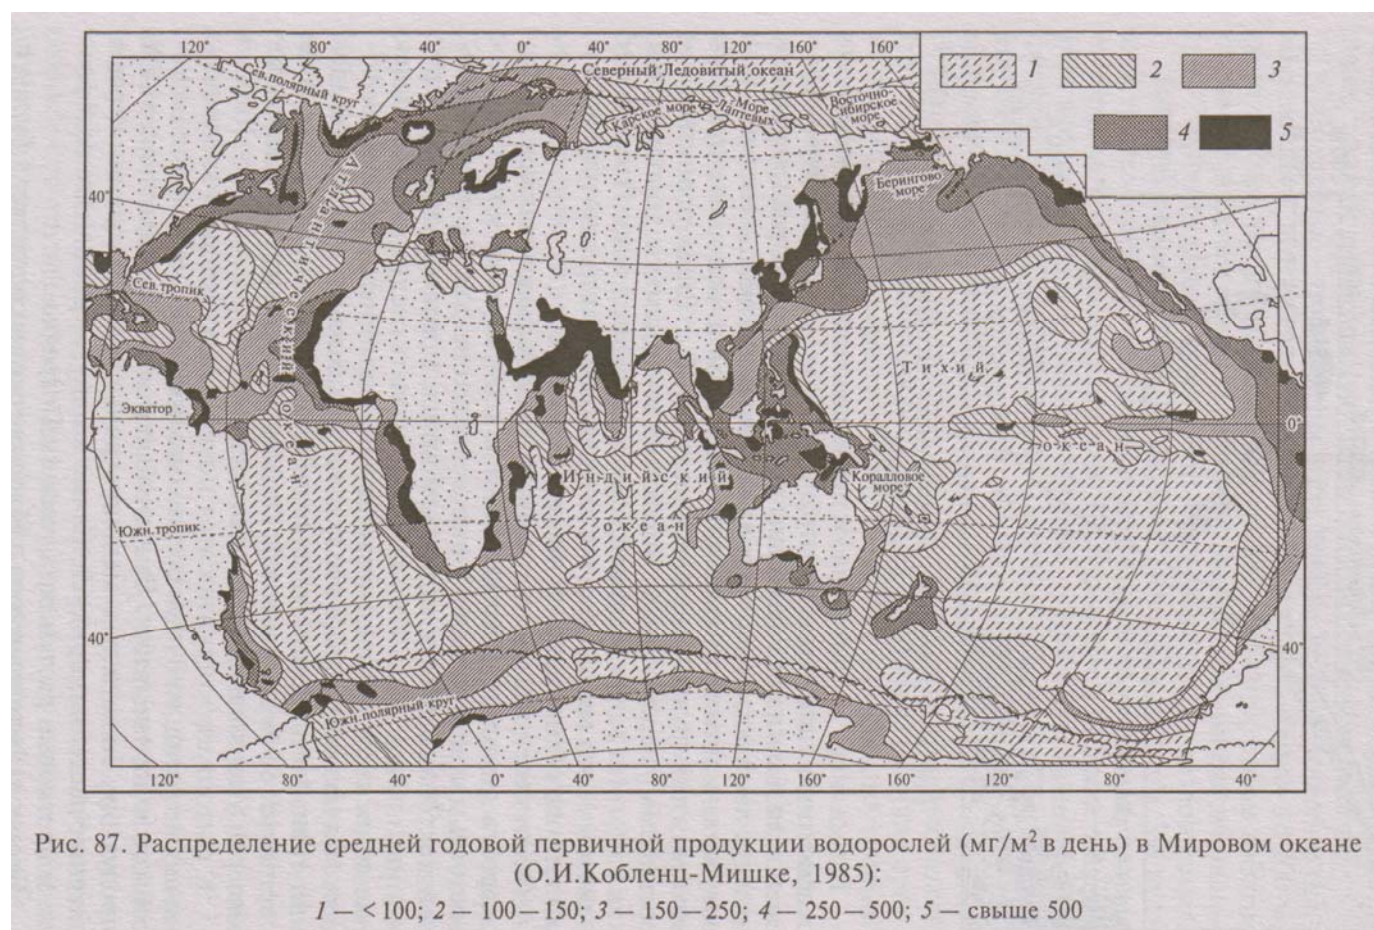 120° 80° 40° 0° 40° 80° 120° 160° 160°
1 2 3
4 5
Сев.полярный круг
Северный Ледовитый океан
Карское море
Море Лаптевых
Восточно-
Сибирское
море
Берингово
море
40°
Атлантический океан
Сев.тропик
Тихий
Экватор
0°
океан
Индийский
океан
Коралловое
море
Южн.тропик
40°
40°
Южн.полярный круг
120° 80° 40° 0° 40° 80° 120° 160° 160° 120° 80° 40°
Рис. 87. Распределение средней годовой первичной продукции водорослей (мг/м² в день) в Мировом океане
(О.И.Кобленц-Мишке, 1985):
1 — < 100; 2 — 100—150; 3 — 150—250; 4 — 250—500; 5 — свыше 500